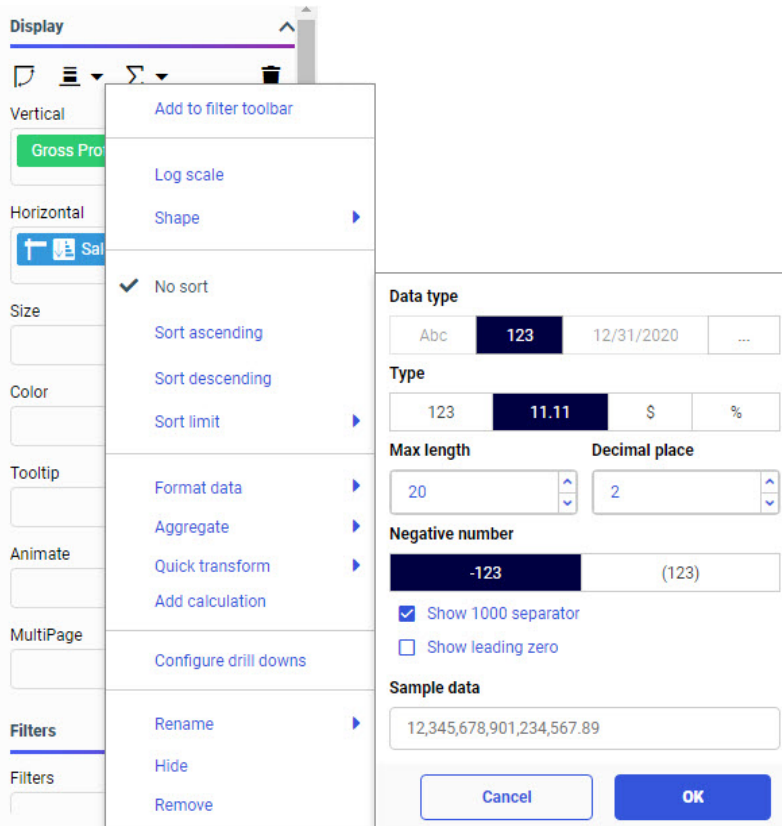 Display
Vertical
Gross Pro
Horizontal
Sal
Size
Color
Tooltip
Animate
MultiPage
Filters
Filters
Add to filter toolbar
Log scale
Shape
No sort
Sort ascending
Sort descending
Sort limit
Format data
Aggregate
Quick transform
Add calculation
Configure drill downs
Rename
Hide
Remove
Data type
Abc 123 12/31/2020 ...
Type
123 11.11 $ %
Max length Decimal place
20 2
Negative number
-123 (123)
Show 1000 separator
Show leading zero
Sample data
12,345,678,901,234,567.89
Cancel OK